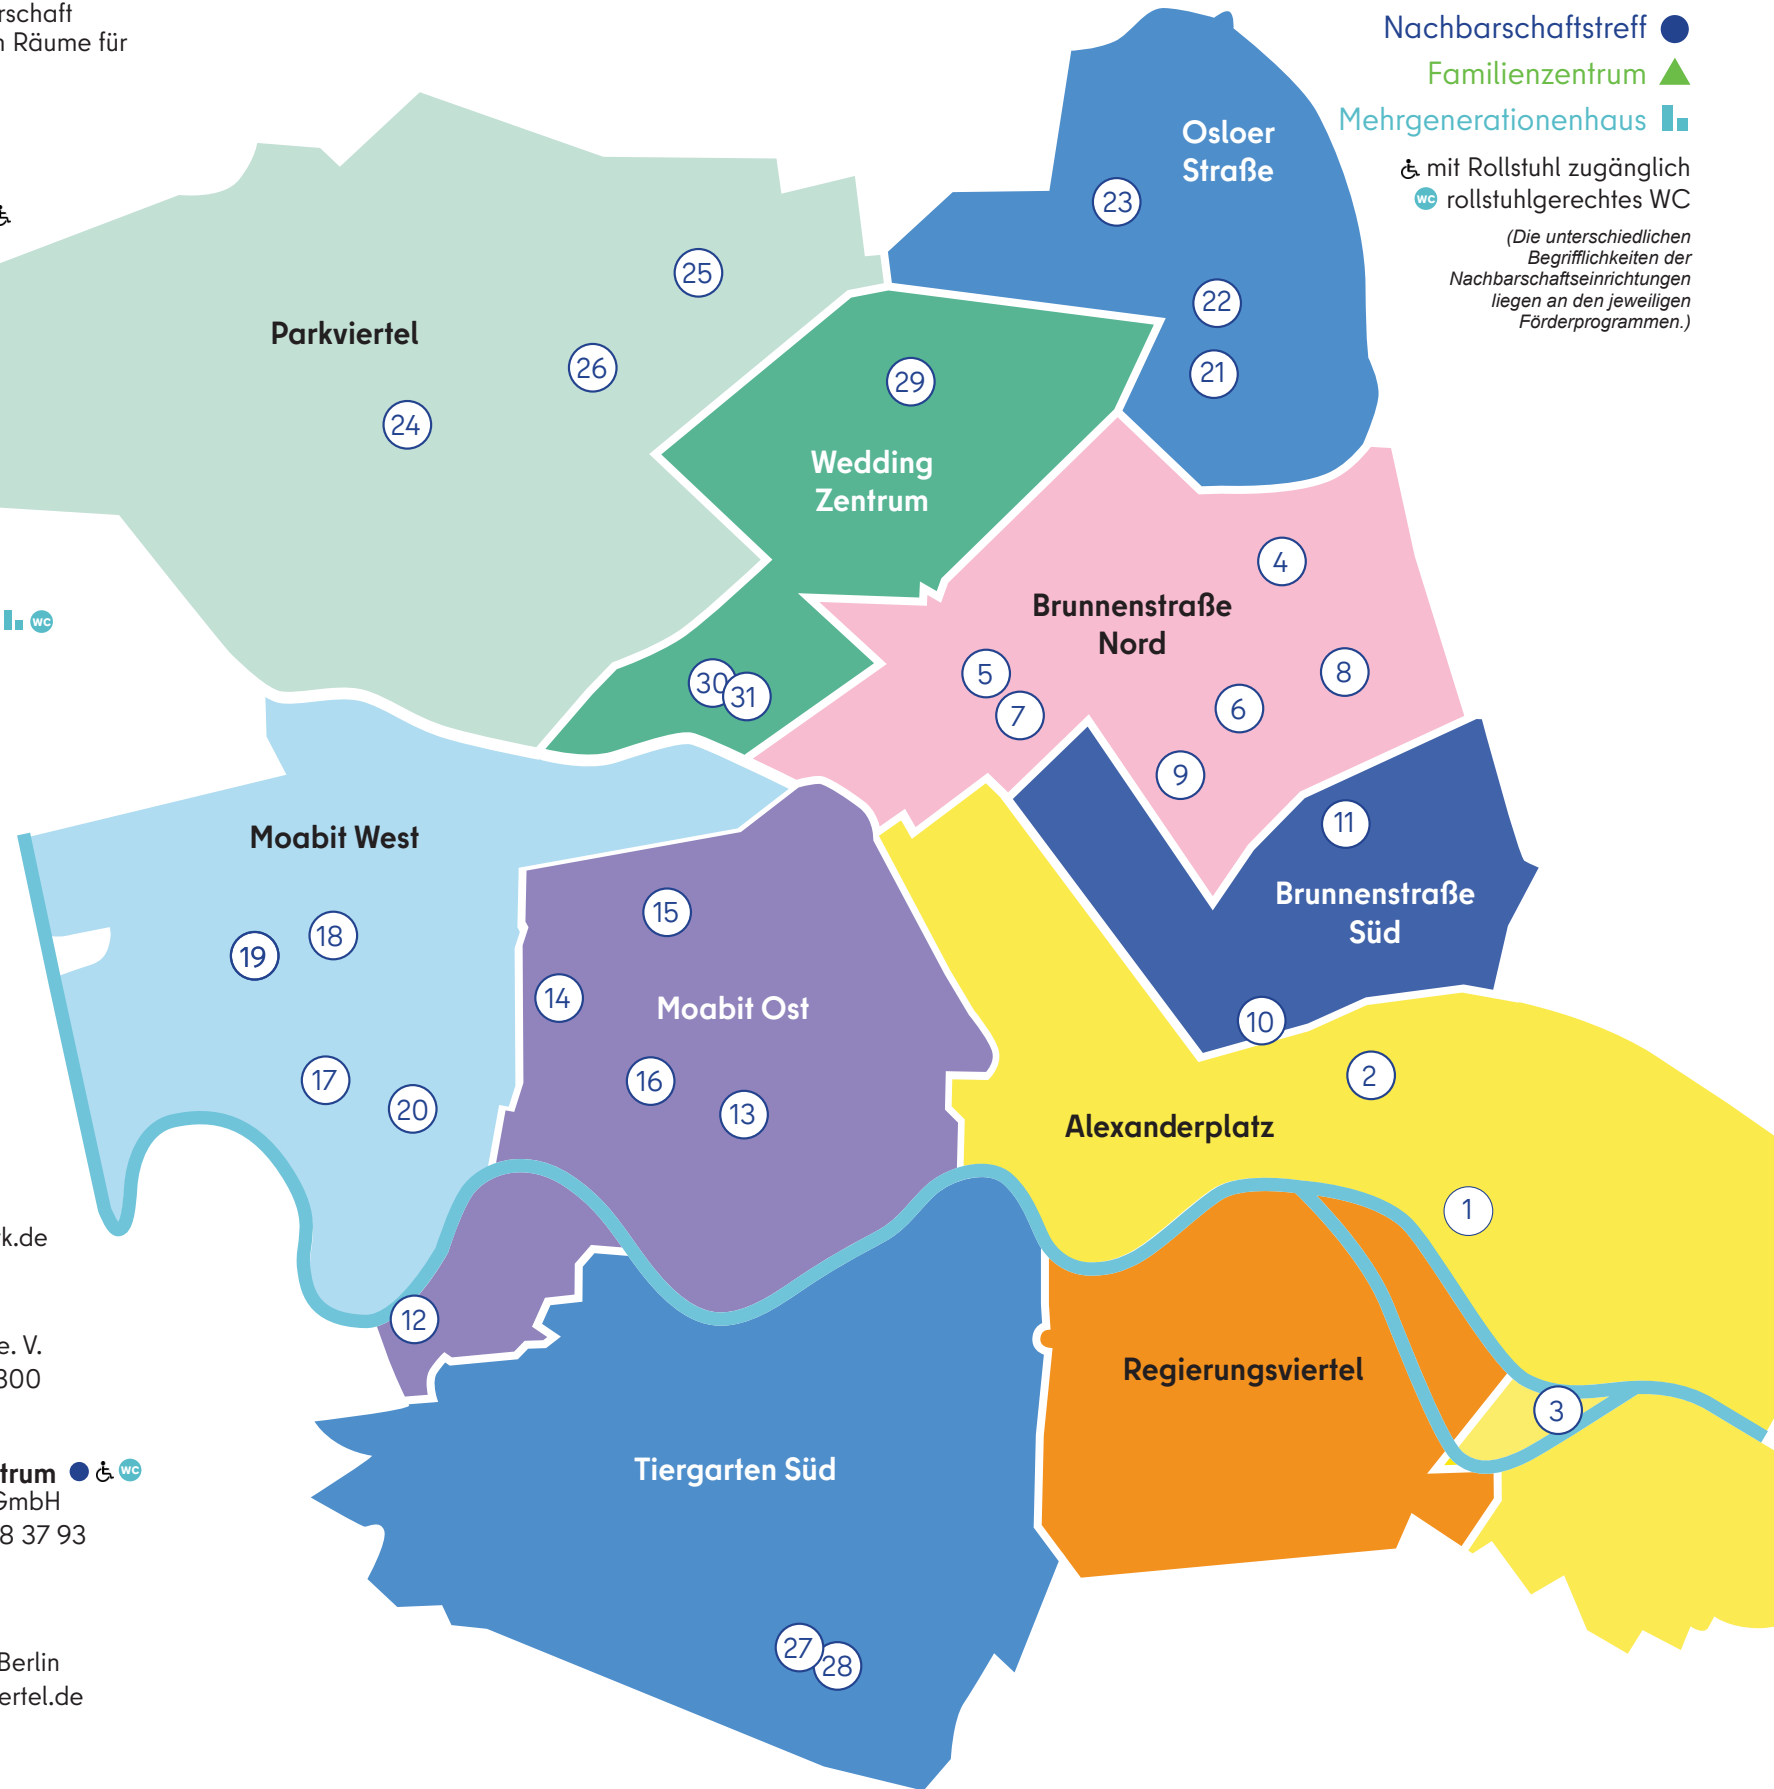 rschaft
n Räume für
Nachbarschaftstreff
Familienzentrum
Mehrgenerationenhaus
mit Rollstuhl zugänglich
WC rollstuhlgerechtes WC
(Die unterschiedlichen
Begrifflichkeiten der
Nachbarschaftseinrichtungen
liegen an den jeweiligen
Förderprogrammen.)
Osloer
Straße
23
22
21
25
Parkviertel
26
24
29
Wedding
Zentrum
30
31
4
Brunnenstraße
Nord
5
7
8
6
9
WC
Moabit West
19
18
17
20
15
14
Moabit Ost
16
13
12
11
Brunnenstraße
Süd
10
2
Alexanderplatz
1
3
Regierungsviertel
Tiergarten Süd
27
28
k.de
e. V.
300
trum
WC
GmbH
8 37 93
Berlin
ertel.de